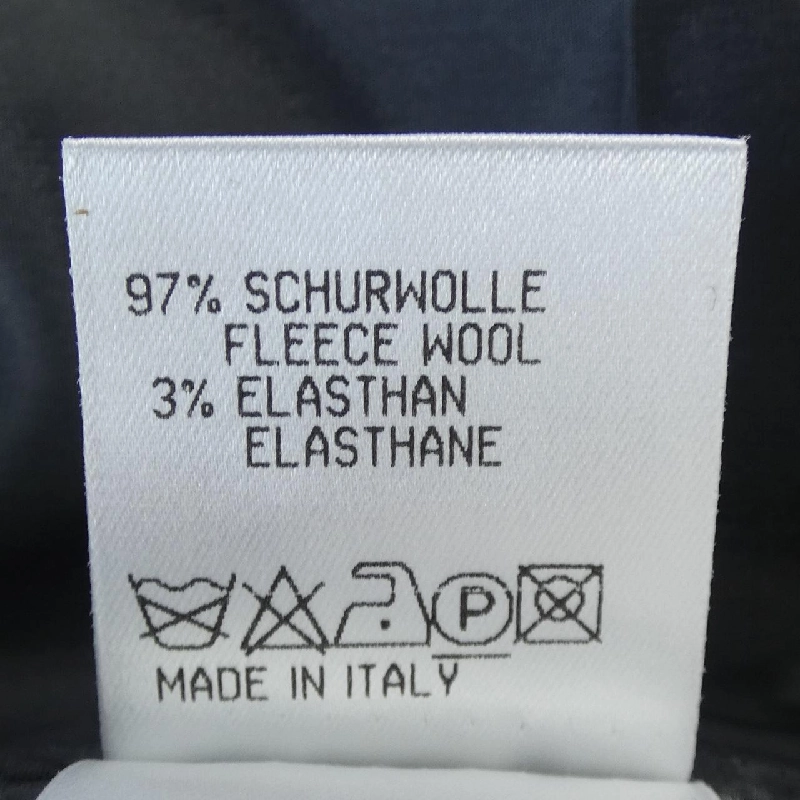 97% SCHURWOLLE
FLEECE WOOL
3% ELASTHAN
ELASTHANE
P
MADE IN ITALY